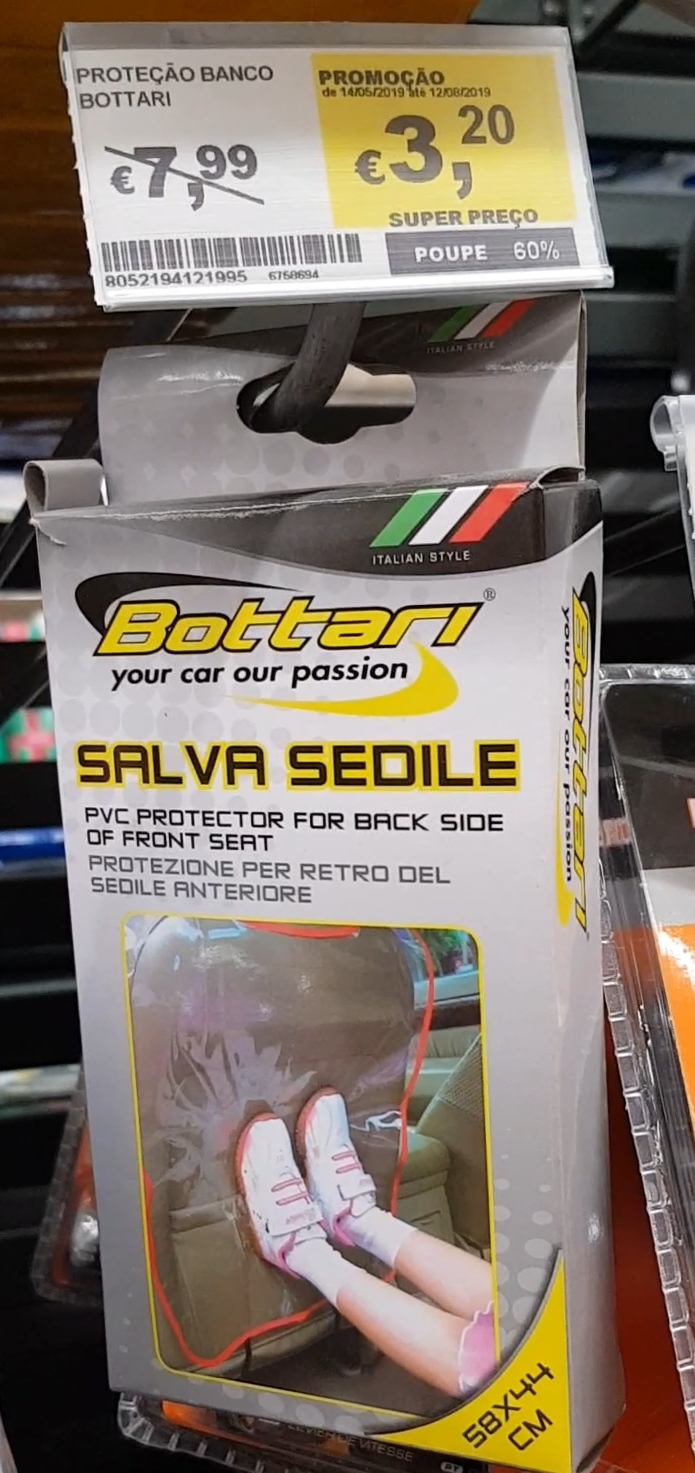 PROTEÇÃO BANCO
BOTTARI
€7,99
PROMOÇÃO
de 14/05/2019 até 12/08/2019
€3,20
SUPER PREÇO
POUPE 60%
8052194121995 6758694
ITALIAN STYLE
ITALIAN STYLE
Bottari®
your car our passion
SALVA SEDILE
PVC PROTECTOR FOR BACK SIDE
OF FRONT SEAT
PROTEZIONE PER RETRO DEL
SEDILE ANTERIORE
58X44
CM
Bottari
your car our passion